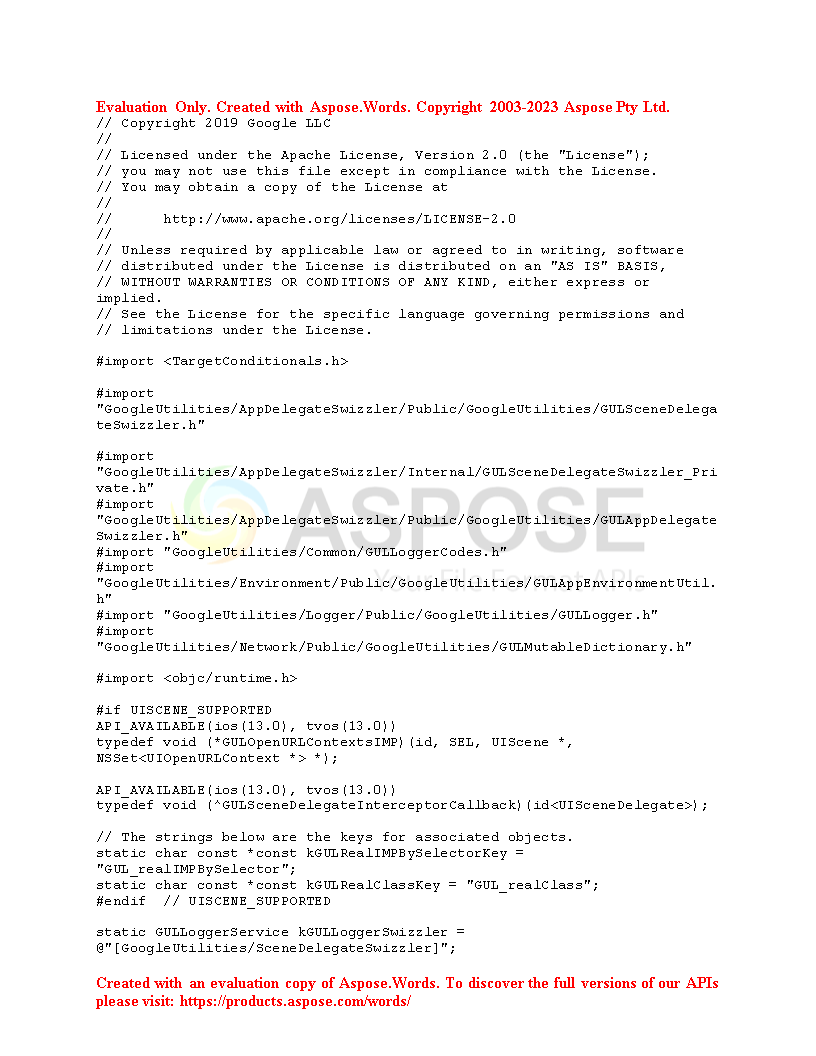 Evaluation Only. Created with Aspose.Words. Copyright 2003-2023 Aspose Pty Ltd.
// Copyright 2019 Google LLC
//
// Licensed under the Apache License, Version 2.0 (the "License");
// you may not use this file except in compliance with the License.
// You may obtain a copy of the License at
//
//      http://www.apache.org/licenses/LICENSE-2.0
//
// Unless required by applicable law or agreed to in writing, software
// distributed under the License is distributed on an "AS IS" BASIS,
// WITHOUT WARRANTIES OR CONDITIONS OF ANY KIND, either express or
implied.
// See the License for the specific language governing permissions and
// limitations under the License.
#import <TargetConditionals.h>
#import
"GoogleUtilities/AppDelegateSwizzler/Public/GoogleUtilities/GULSceneDelega
teSwizzler.h"
#import
"GoogleUtilities/AppDelegateSwizzler/Internal/GULSceneDelegateSwizzler_Pri
vate.h"
#import
"GoogleUtilities/AppDelegateSwizzler/Public/GoogleUtilities/GULAppDelegate
Swizzler.h"
ASPOSE
#import "GoogleUtilities/Common/GULLoggerCodes.h"
#import
Your File Format APIs
"GoogleUtilities/Environment/Public/GoogleUtilities/GULAppEnvironmentUtil.
h"
#import "GoogleUtilities/Logger/Public/GoogleUtilities/GULLogger.h"
#import
"GoogleUtilities/Network/Public/GoogleUtilities/GULMutableDictionary.h"
#import <objc/runtime.h>
#if UISCENE_SUPPORTED
API_AVAILABLE(ios(13.0), tvos(13.0))
typedef void (*GULOpenURLContextsIMP)(id, SEL, UIScene *,
NSSet<UIOpenURLContext *> *);
API_AVAILABLE(ios(13.0), tvos(13.0))
typedef void (^GULSceneDelegateInterceptorCallback)(id<UISceneDelegate>);
// The strings below are the keys for associated objects.
static char const *const kGULRealIMPBySelectorKey =
"GUL_realIMPBySelector";
static char const *const kGULRealClassKey = "GUL_realClass";
#endif  // UISCENE_SUPPORTED
static GULLoggerService kGULLoggerSwizzler =
@"[GoogleUtilities/SceneDelegateSwizzler]";
Created with an evaluation copy of Aspose.Words. To discover the full versions of our APIs
please visit: https://products.aspose.com/words/